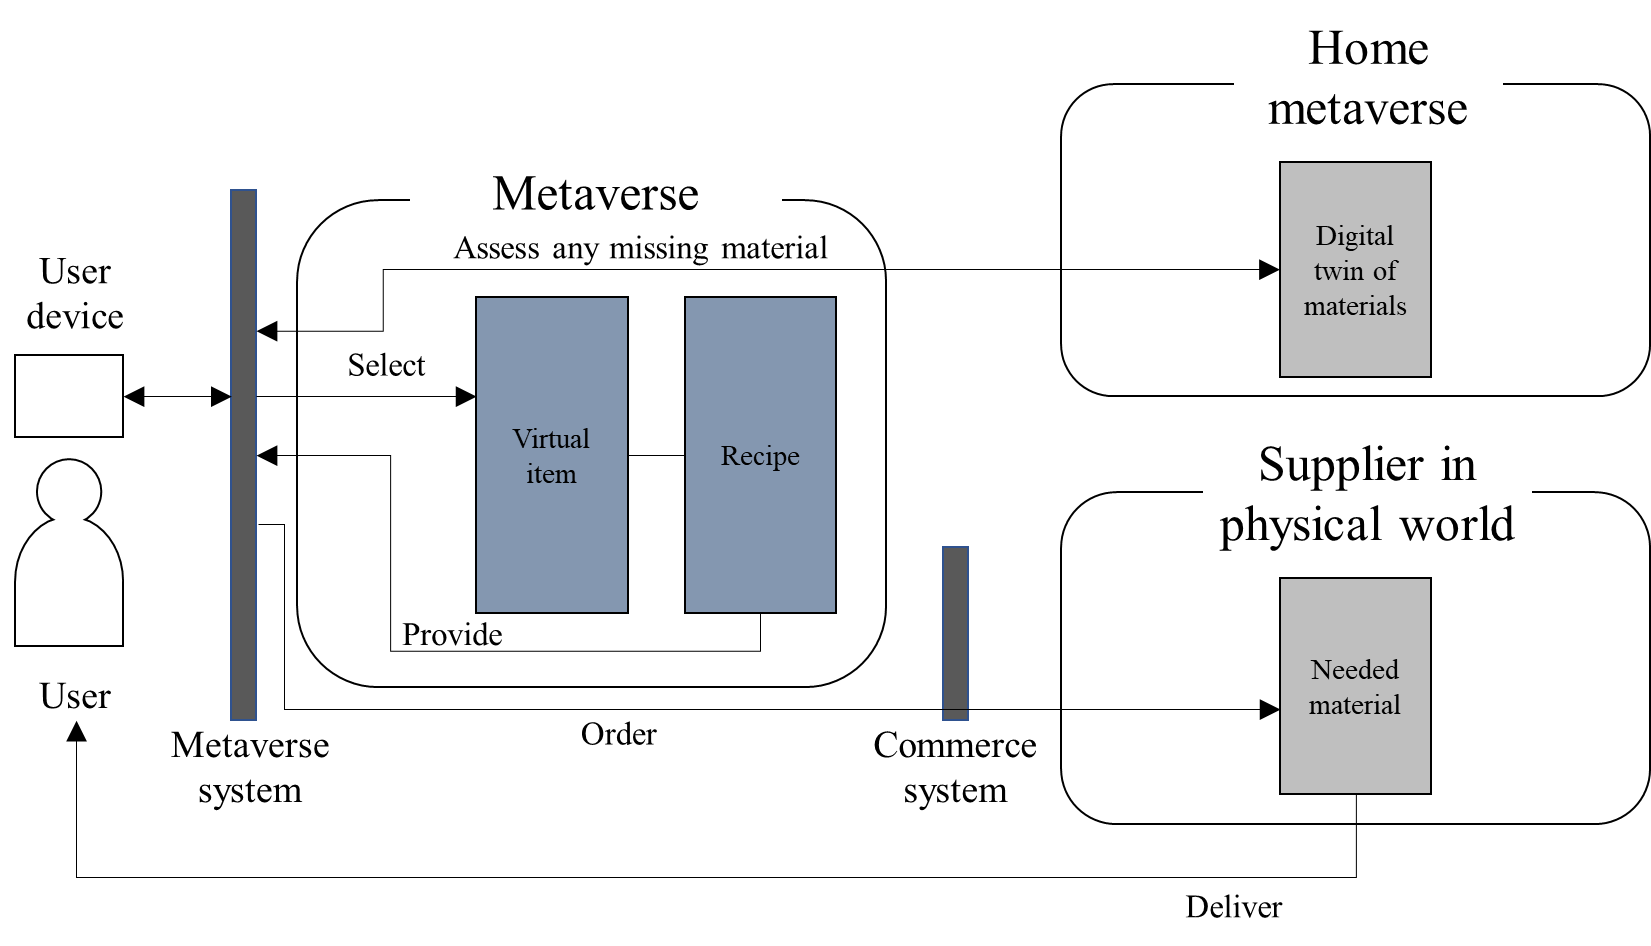 Home
metaverse
Metaverse
Assess any missing material
Digital
twin of
materials
User
device
Select
Virtual
item
Recipe
Supplier in
physical world
Provide
Needed
material
User
Metaverse
system
Order
Commerce
system
Deliver